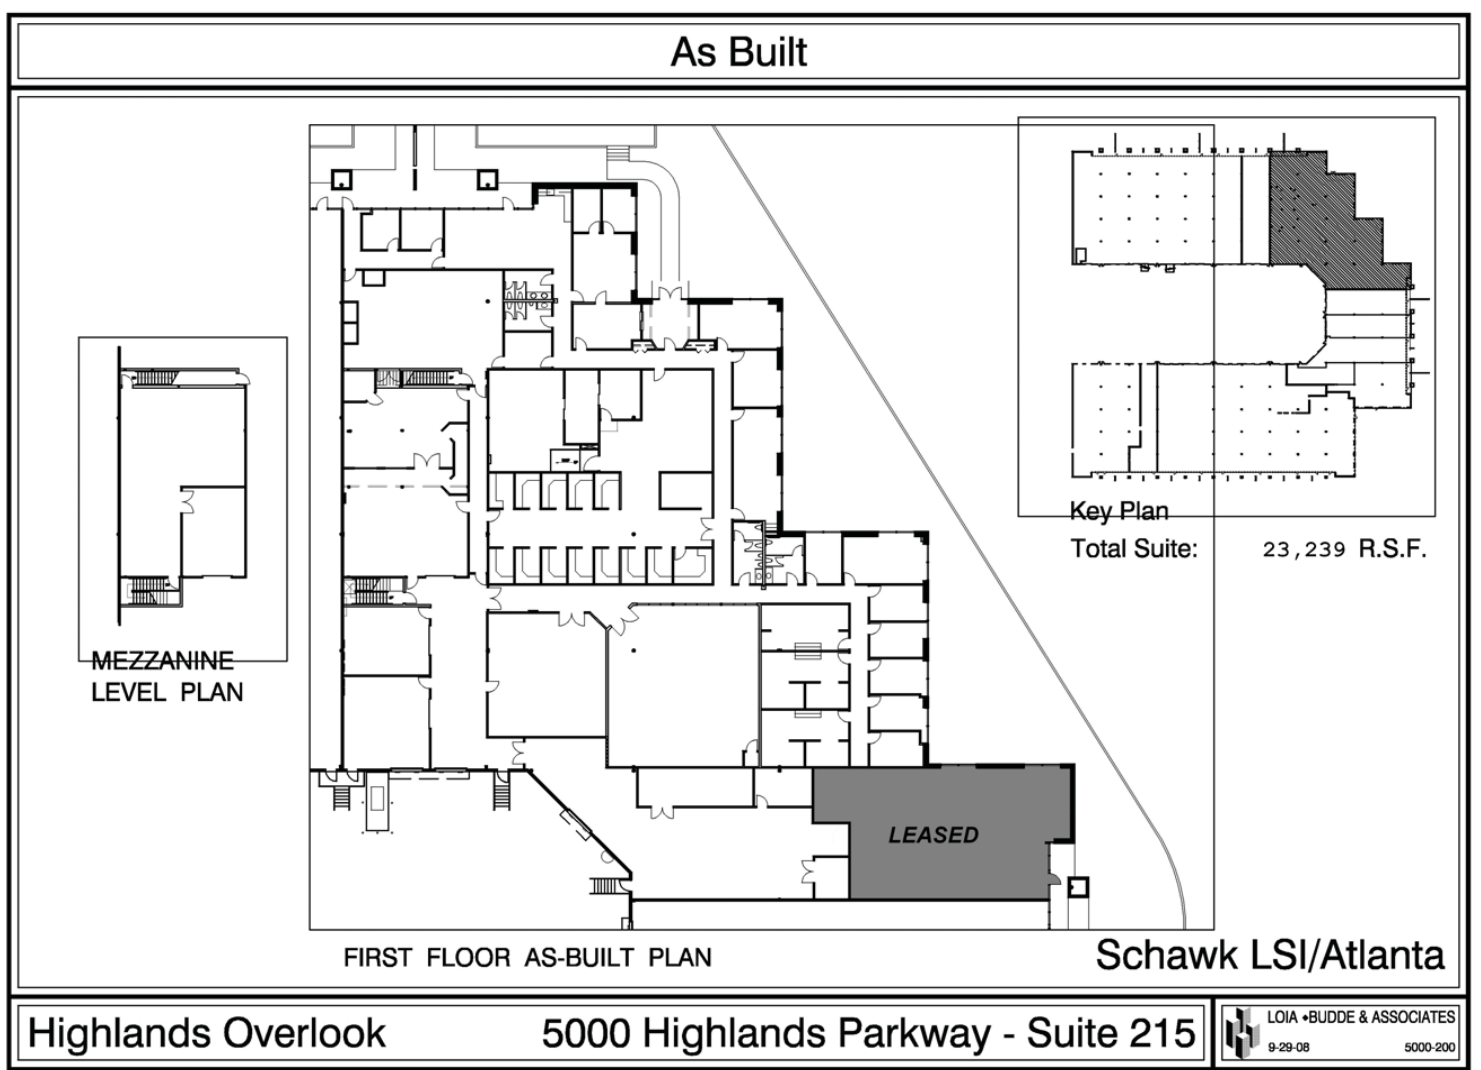 As Built
Key Plan
Total Suite: 23,239 R.S.F.
MEZZANINE
LEVEL PLAN
LEASED
FIRST FLOOR AS-BUILT PLAN
Schawk LSI/Atlanta
Highlands Overlook
5000 Highlands Parkway - Suite 215
LOIA ♦BUDDE & ASSOCIATES
9-29-08 5000-200